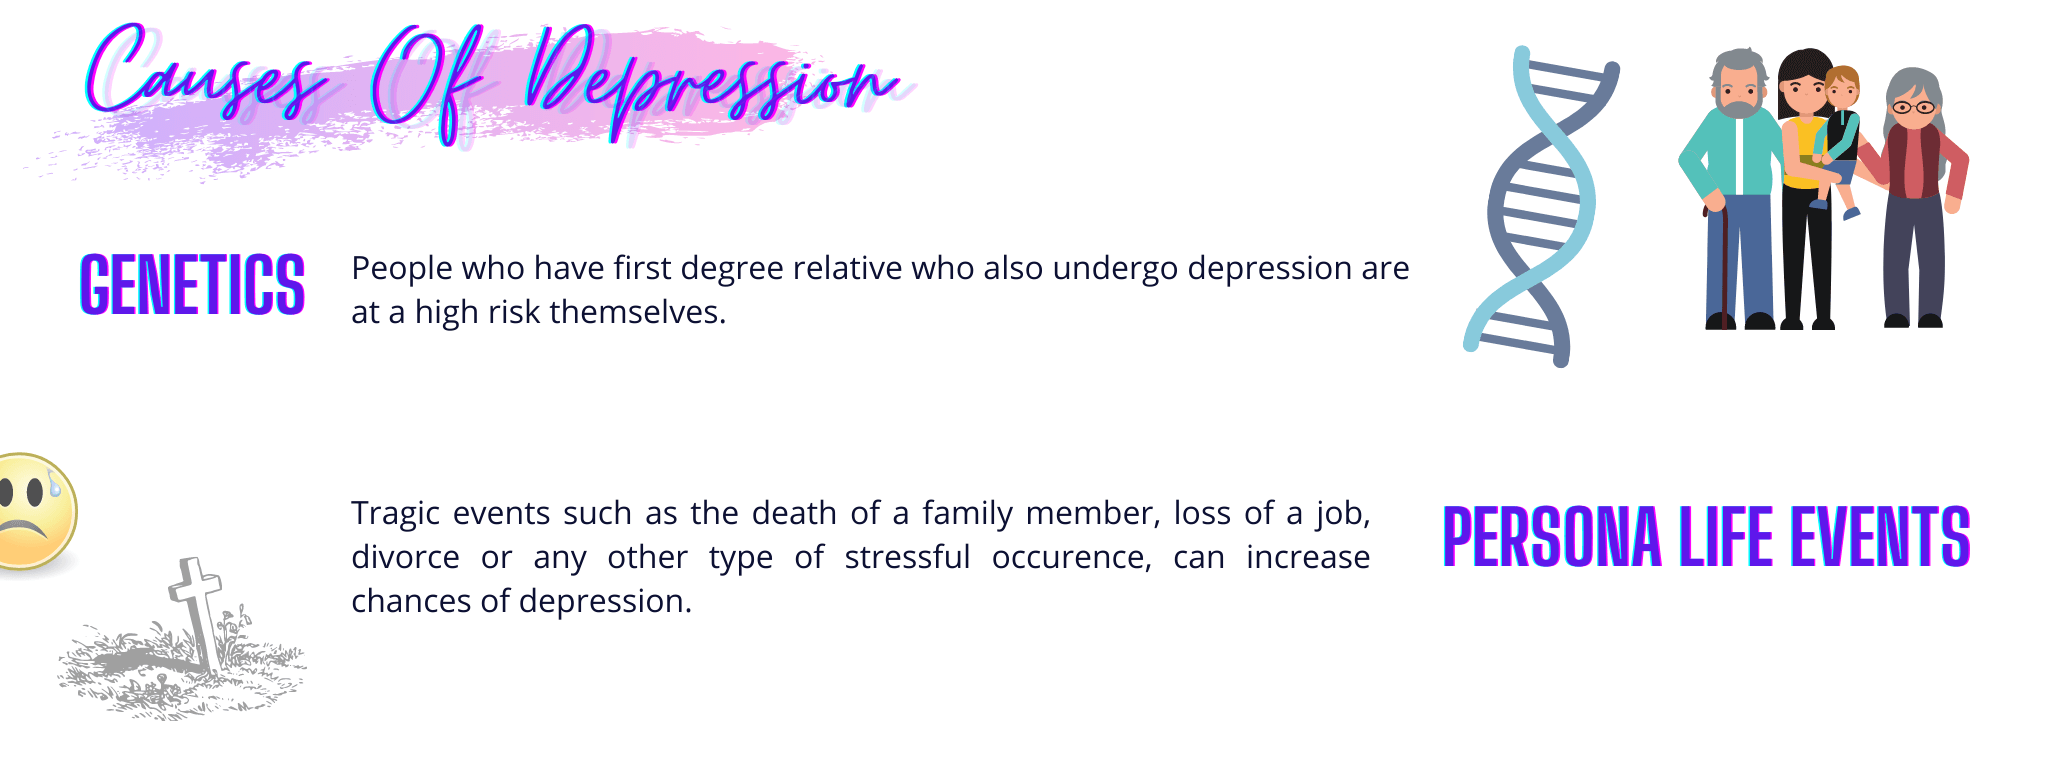 Causes Of Depression
GENETICS
People who have first degree relative who also undergo depression are
at a high risk themselves.
Tragic events such as the death of a family member, loss of a job,
divorce or any other type of stressful occurence, can increase
chances of depression.
PERSONA LIFE EVENTS